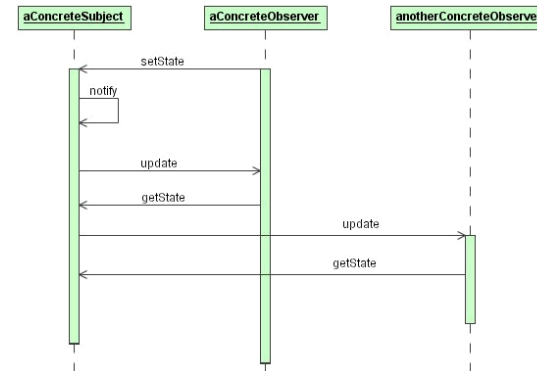 aConcreteSubject
aConcreteObserver
anotherConcreteObserve
setState
notify
update
getState
update
getState